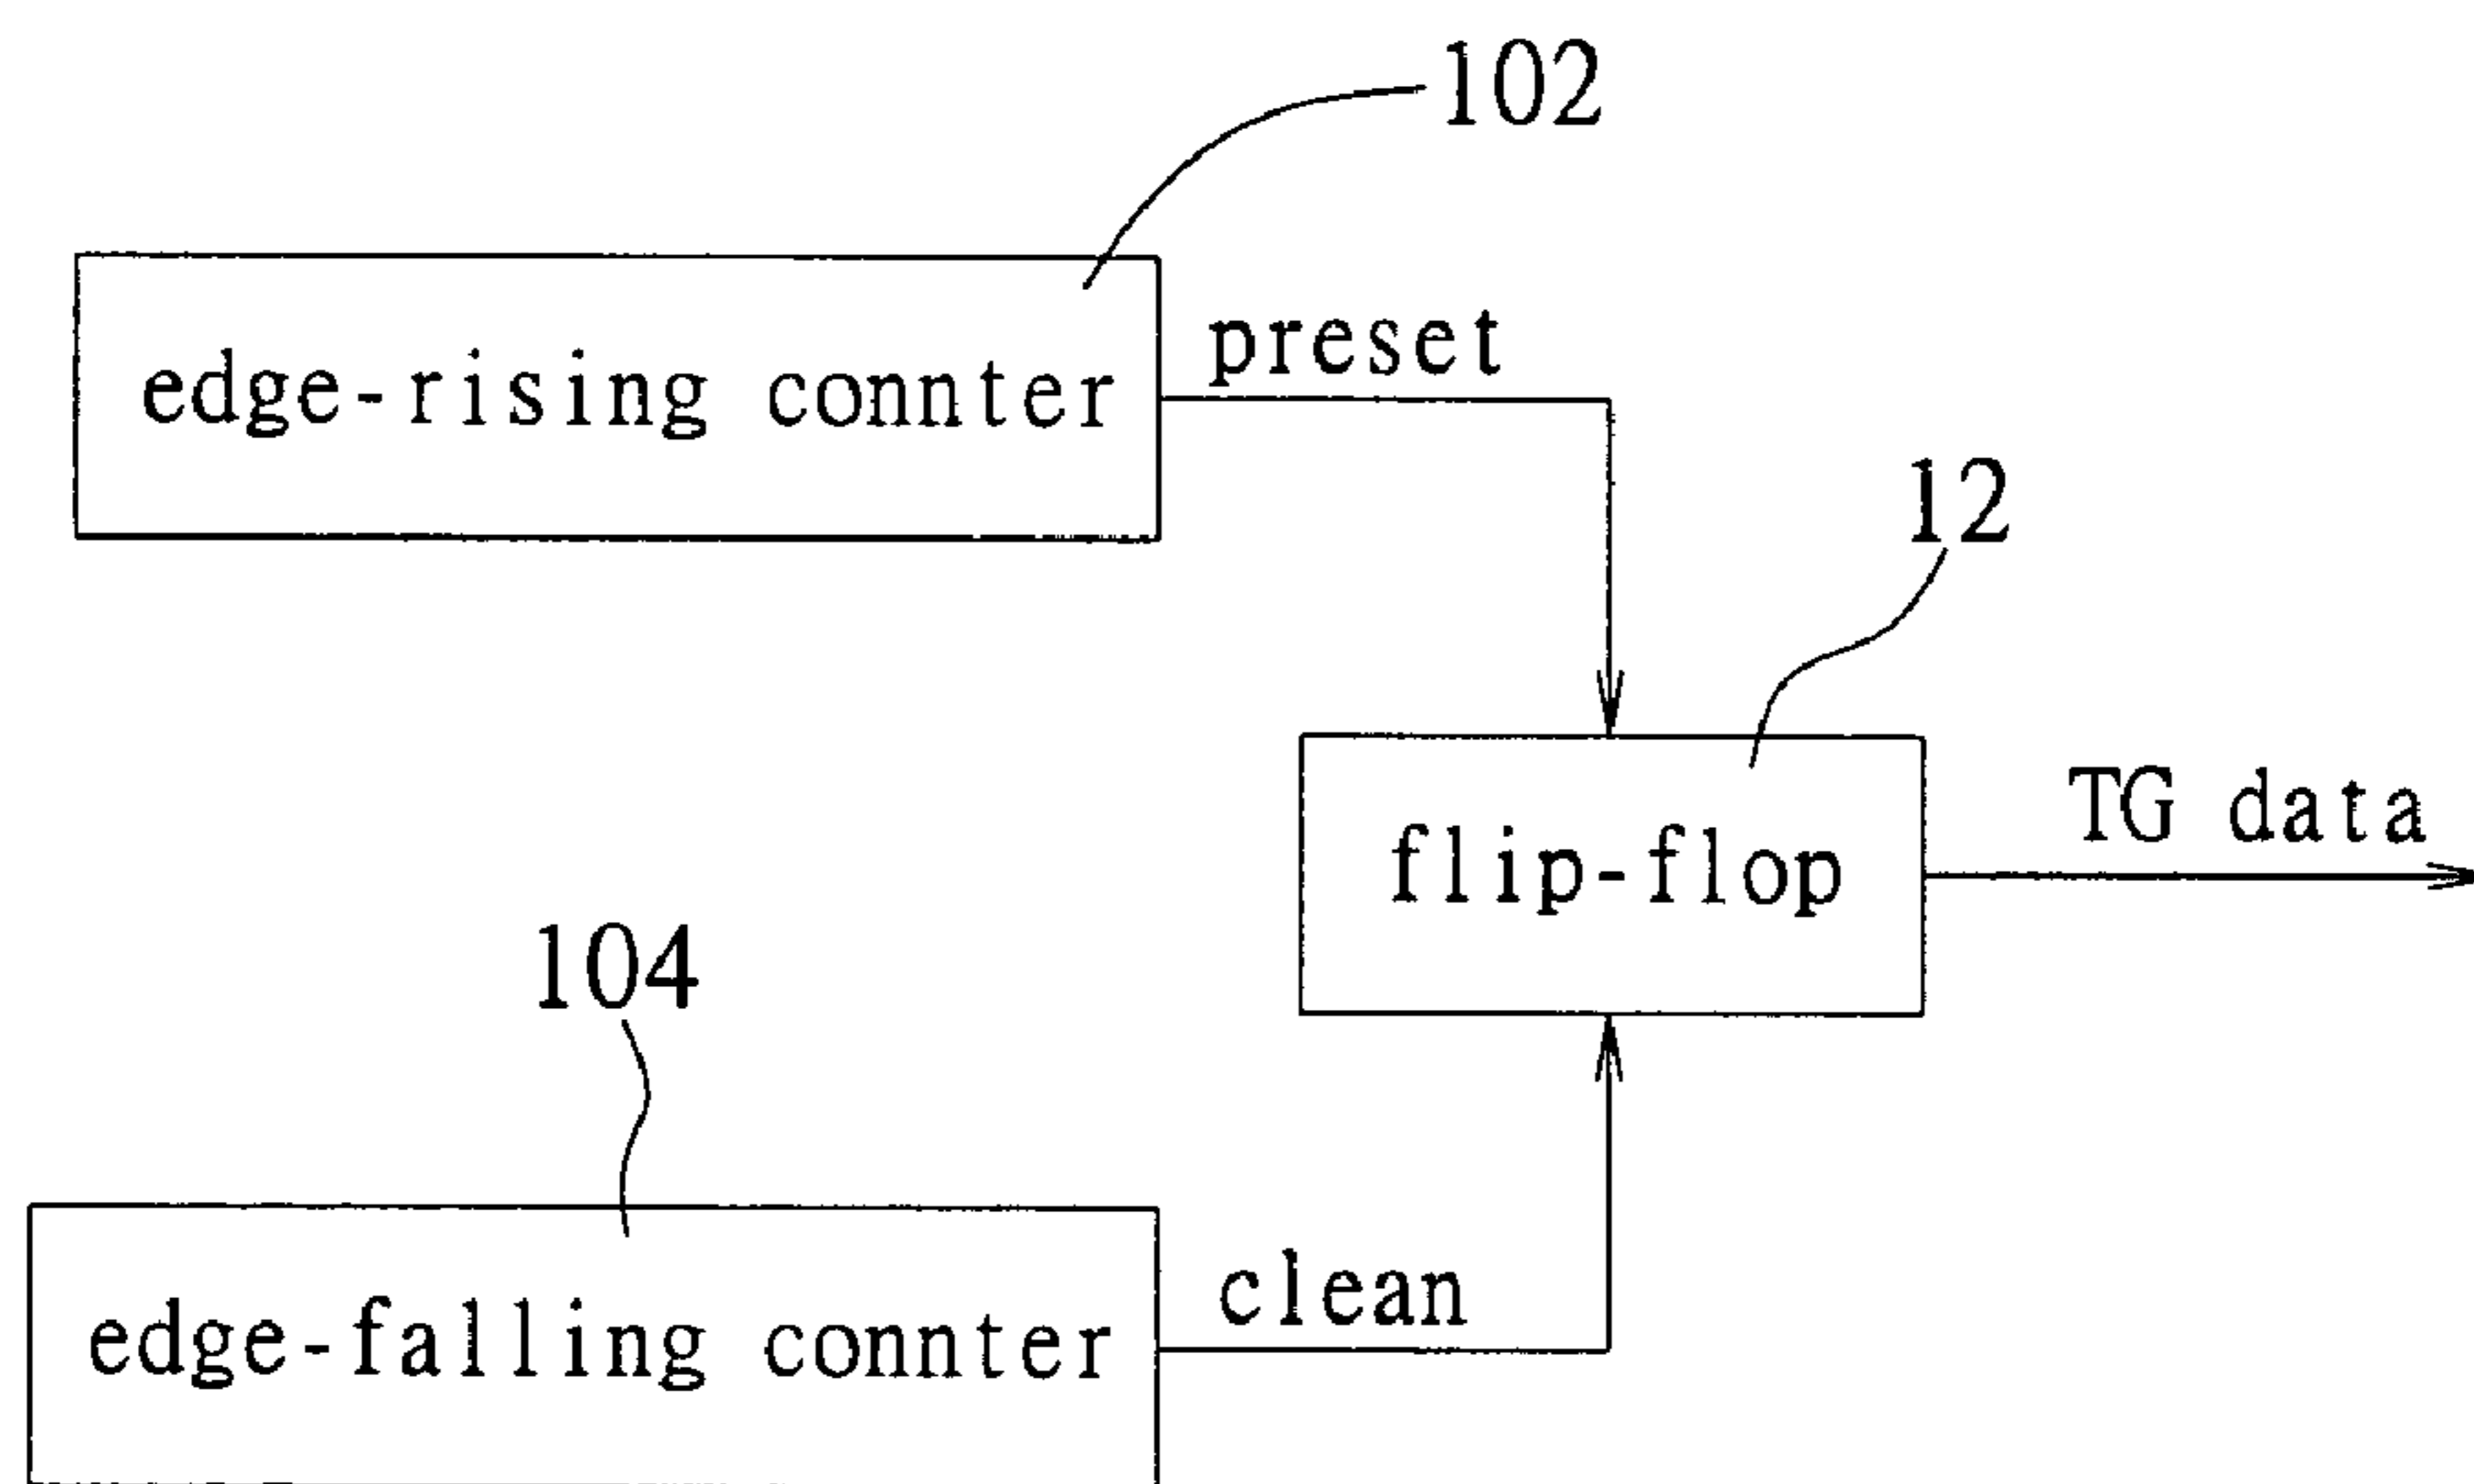 102
preset
edge-rising connter
12
TG data
flip-flop
104
clean
edge-falling connter